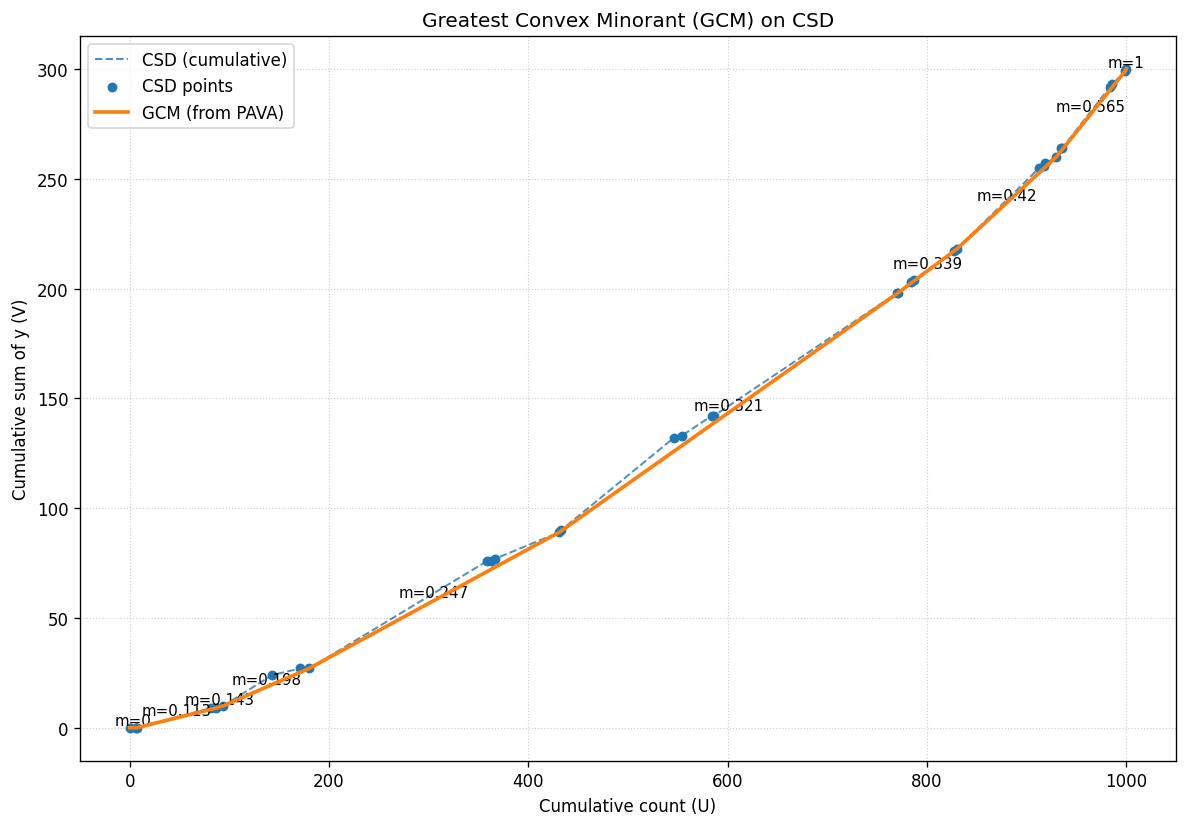 Greatest Convex Minorant (GCM) on CSD
CSD (cumulative)
CSD points
GCM (from PAVA)
m=1
m=0.565
m=0.42
m=0.339
m=0.321
m=0.247
m=0.198
m=0.143
m=0.113
m=0
300
250
200
150
100
50
0
Cumulative sum of y (V)
0
200
400
600
800
1000
Cumulative count (U)